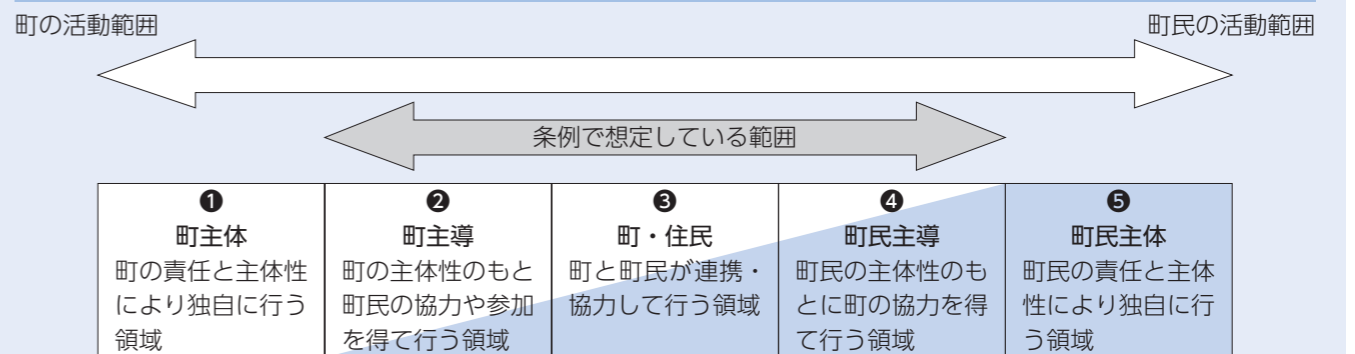 町の活動範囲
町民の活動範囲
条例で想定している範囲
❶
町主体
町の責任と主体性
により独自に行う
領域
❷
町主導
町の主体性のもと
町民の協力や参加
を得て行う領域
❸
町・住民
町と町民が連携・
協力して行う領域
❹
町民主導
町民の主体性のも
とに町の協力を得
て行う領域
❺
町民主体
町民の責任と主体
性により独自に行
う領域